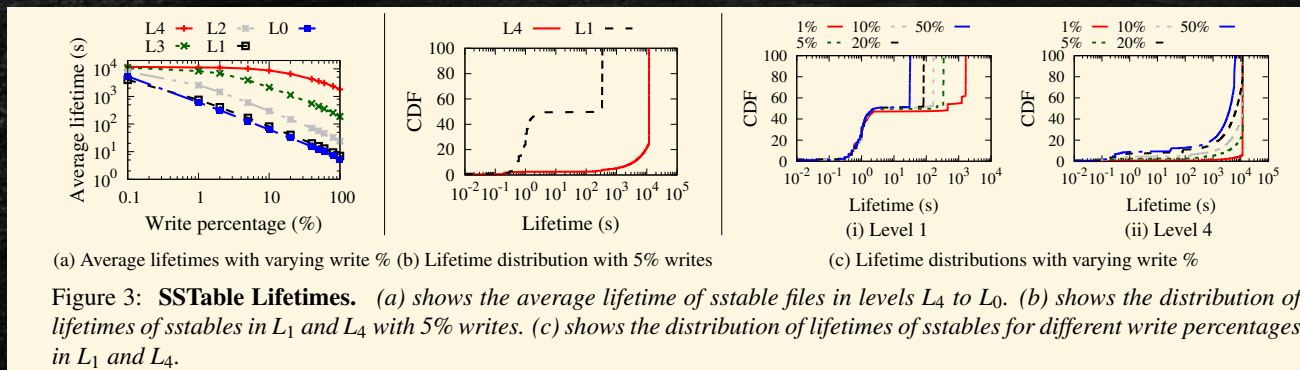 L4 L2 L0
L3 L1
Average lifetime (s)
10^4
10^3
10^2
10^1
10^0
0.1 1 10 100
Write percentage (%)
L4 L1
CDF
100
80
60
40
20
0
10^-2 10^-1 10^0 10^1 10^2 10^3 10^4 10^5
Lifetime (s)
1% 10% 50%
5% 20%
CDF
100
80
60
40
20
0
10^-2 10^-1 10^0 10^1 10^2 10^3 10^4
Lifetime (s)
(i) Level 1
1% 10% 50%
5% 20%
CDF
100
80
60
40
20
0
10^-2 10^-1 10^0 10^1 10^2 10^3 10^4 10^5
Lifetime (s)
(ii) Level 4
(a) Average lifetimes with varying write % (b) Lifetime distribution with 5% writes
(c) Lifetime distributions with varying write %
Figure 3: SSTable Lifetimes. (a) shows the average lifetime of sstable files in levels L4 to L0. (b) shows the distribution of
lifetimes of sstables in L1 and L4 with 5% writes. (c) shows the distribution of lifetimes of sstables for different write percentages
in L1 and L4.